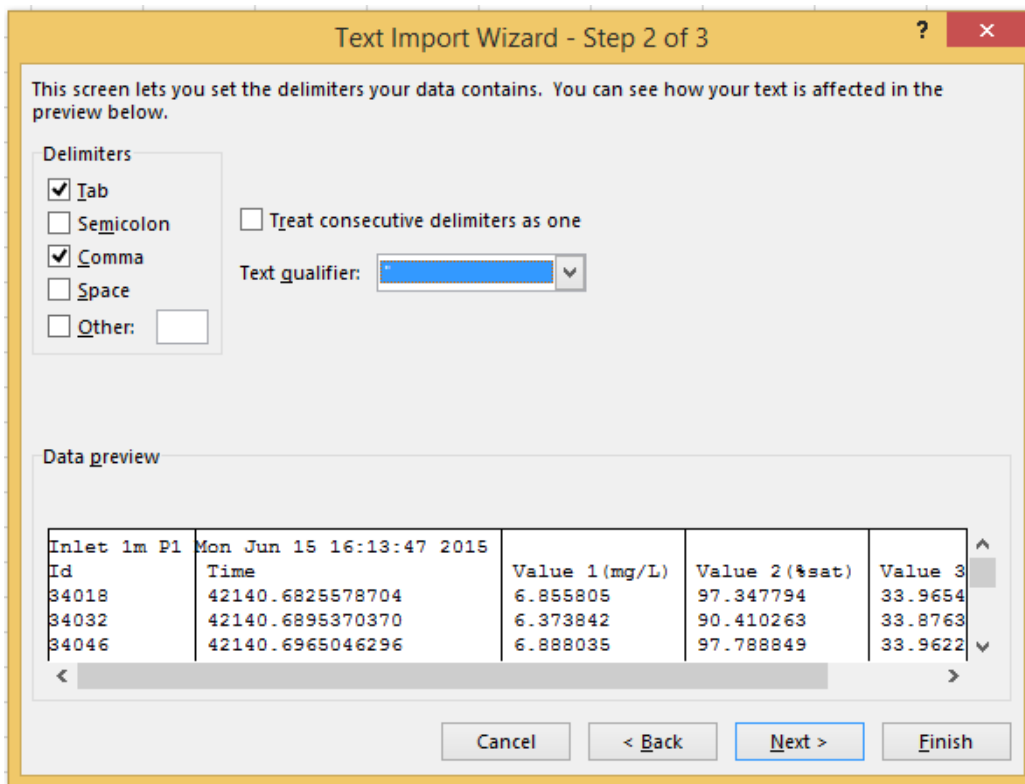 Text Import Wizard - Step 2 of 3
?
This screen lets you set the delimiters your data contains.  You can see how your text is affected in the
preview below.
Delimiters
Tab
Semicolon
Treat consecutive delimiters as one
Comma
Text qualifier: "
Space
Other:
Data preview
Inlet 1m P1 Mon Jun 15 16:13:47 2015
Id Time Value 1(mg/L) Value 2(%sat) Value 3
34018 42140.6825578704 6.855805 97.347794 33.9654
34032 42140.6895370370 6.373842 90.410263 33.8763
34046 42140.6965046296 6.888035 97.788849 33.9622
Cancel < Back Next > Finish